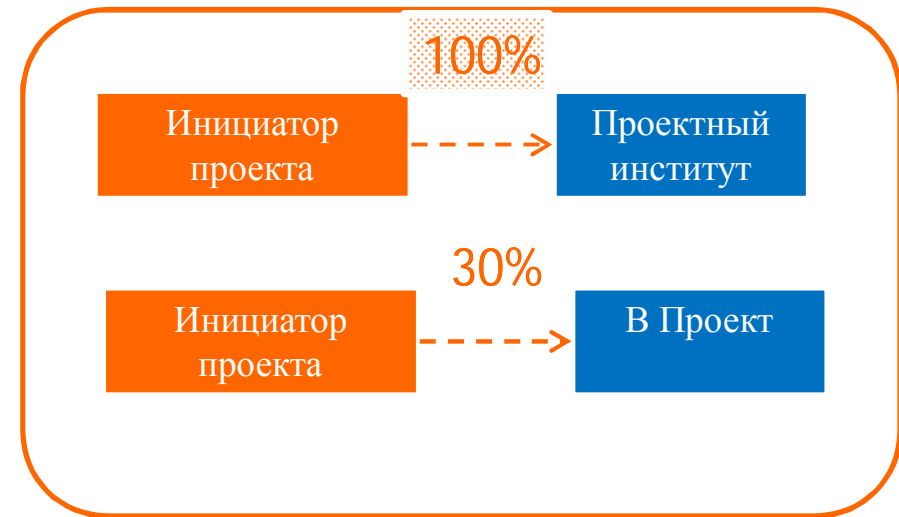 100%
Инициатор
проекта
Проектный
институт
30%
Инициатор
проекта
В Проект